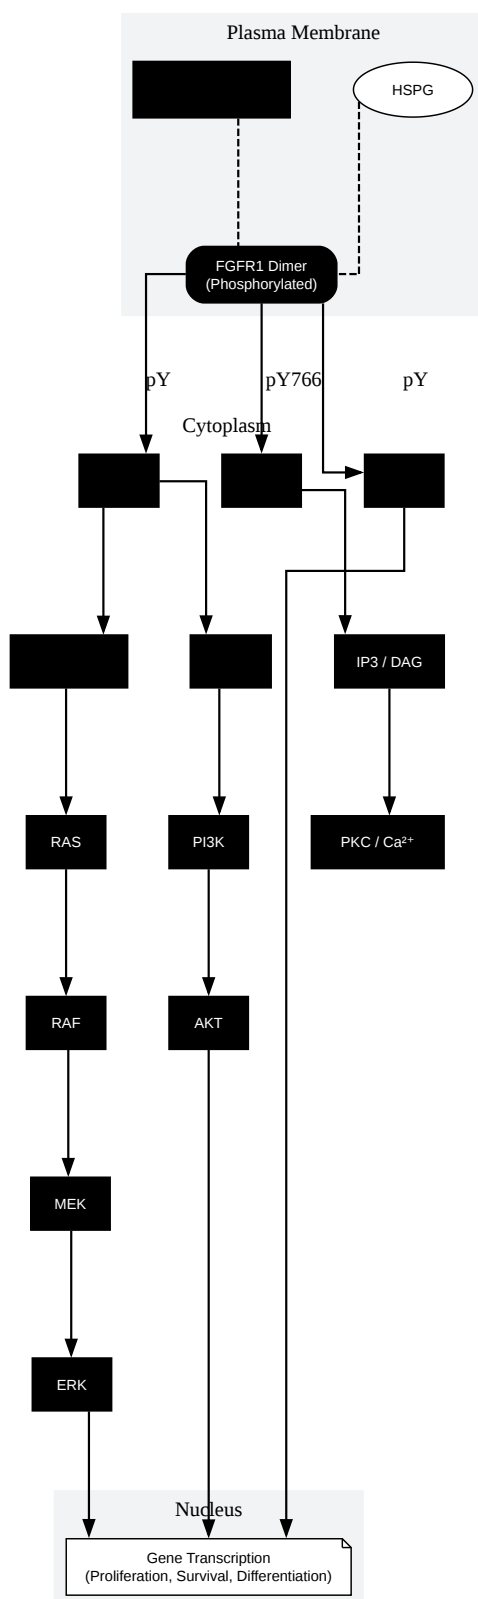 Plasma Membrane
HSPG
FGFR1 Dimer
(Phosphorylated)
pY
pY766
pY
Cytoplasm
IP3 / DAG
RAS
PI3K
PKC / Ca²⁺
RAF
AKT
MEK
ERK
Nucleus
Gene Transcription
(Proliferation, Survival, Differentiation)